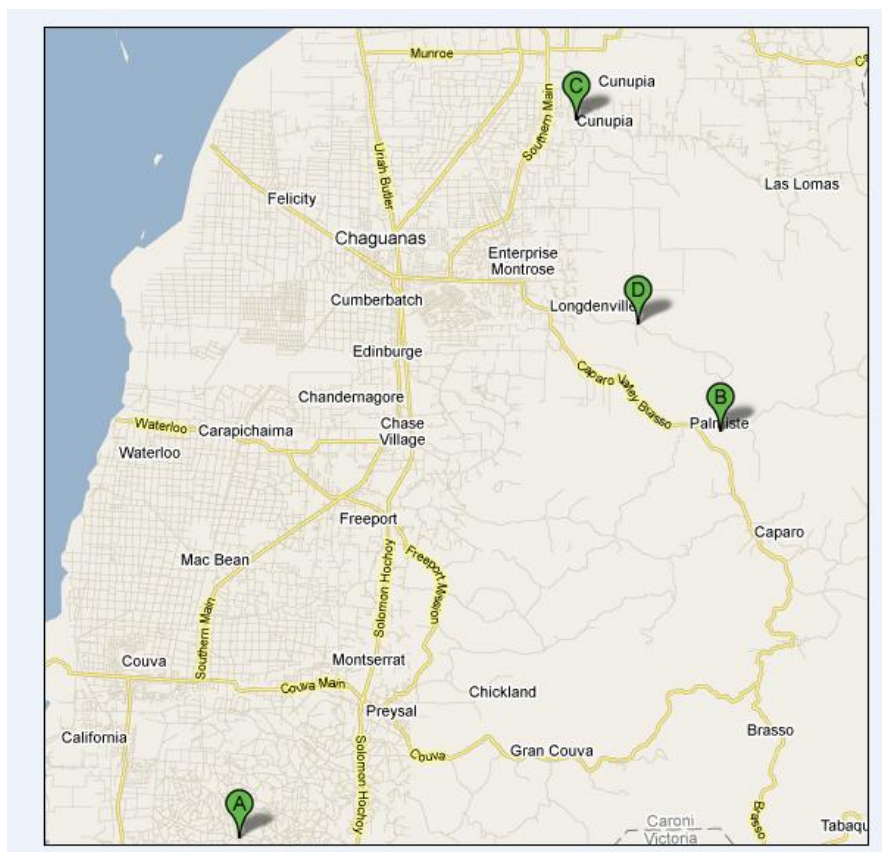 Munroe
C
Cunupia
Cunupia
Southern Main
Uriah Butler
Las Lomas
Felicity
Chaguanas
Enterprise
Montrose
D
Cumberbatch
Longdenville
Edinburge
Caparo Valley Brasso
Chandernagore
B
Waterloo
Carapichaima
Chase
Village
Palmiste
Waterloo
Freeport
Caparo
Mac Bean
Freeport Mission
Solomon Hochoy
Southern Main
Couva
Montserrat
Couva Main
Chickland
Preysal
California
Couva
Gran Couva
Brasso
Solomon Hochoy
A
Brasso
Caroni
Victoria
Tabaqu